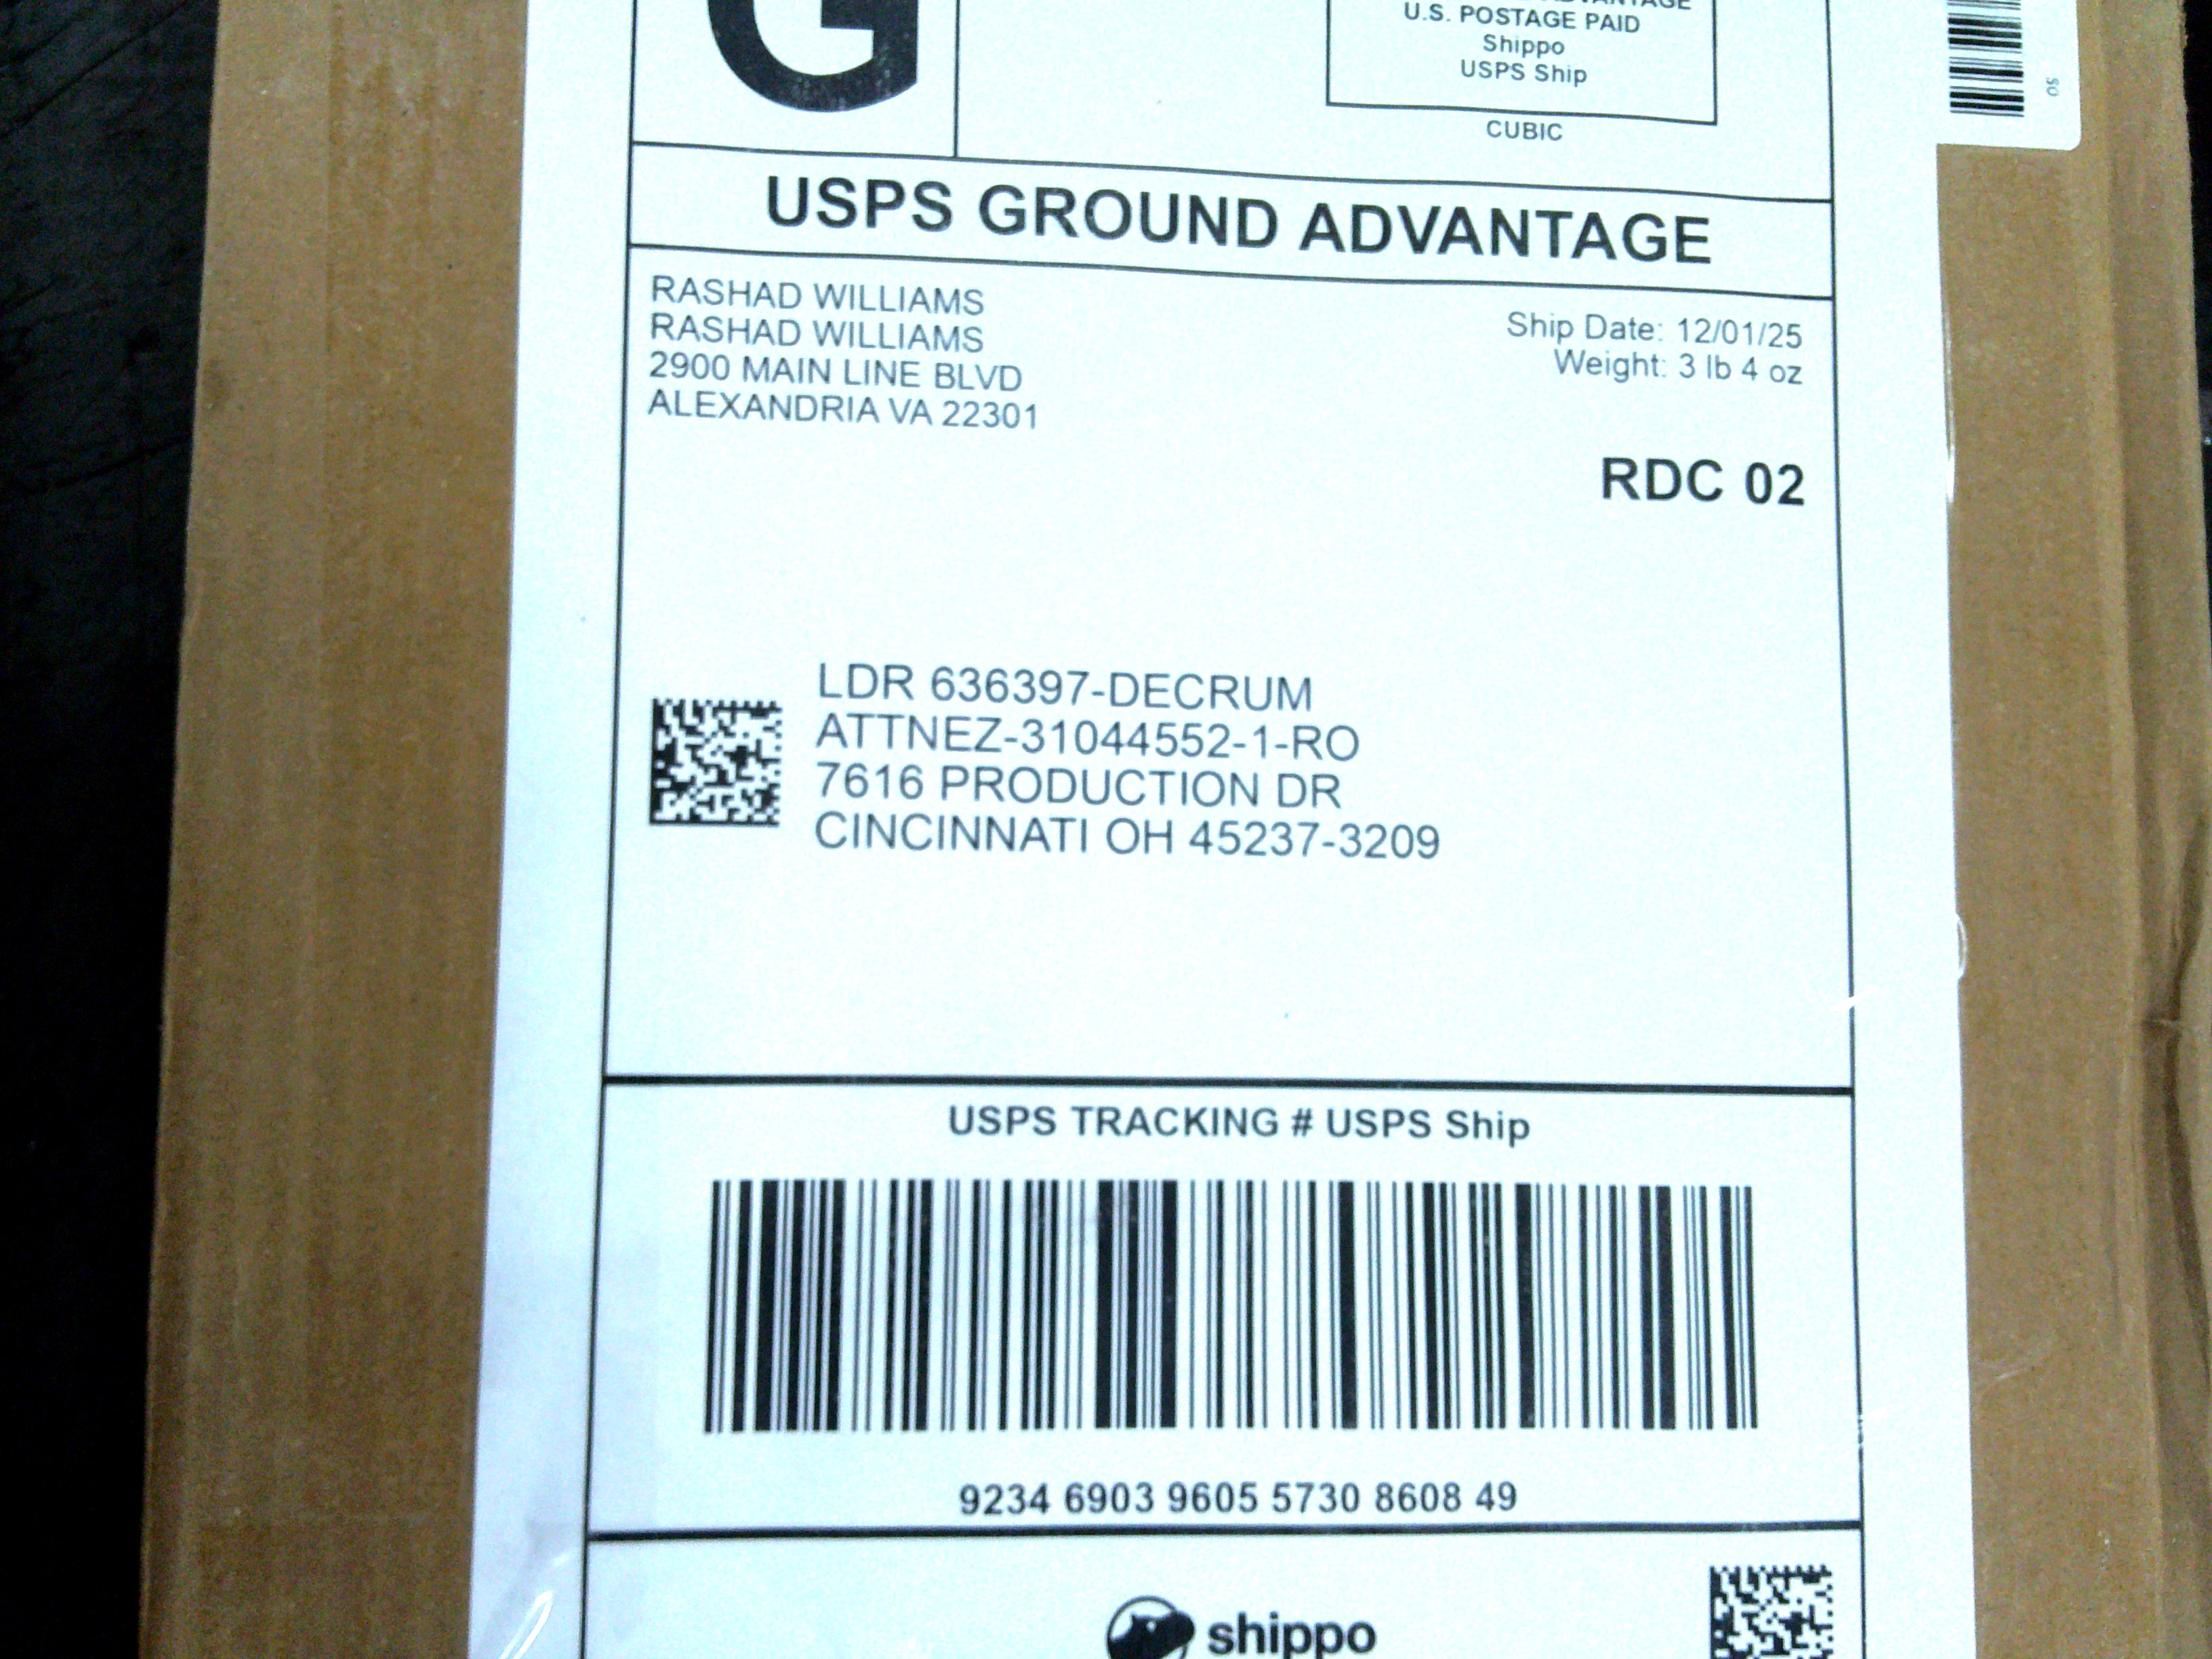 G
U.S. POSTAGE PAID
Shippo
USPS Ship
CUBIC
USPS GROUND ADVANTAGE
RASHAD WILLIAMS
RASHAD WILLIAMS
2900 MAIN LINE BLVD
ALEXANDRIA VA 22301
Ship Date: 12/01/25
Weight: 3 lb 4 oz
RDC 02
LDR 636397-DECRUM
ATTNEZ-31044552-1-RO
7616 PRODUCTION DR
CINCINNATI OH 45237-3209
USPS TRACKING # USPS Ship
9234 6903 9605 5730 8608 49
shippo